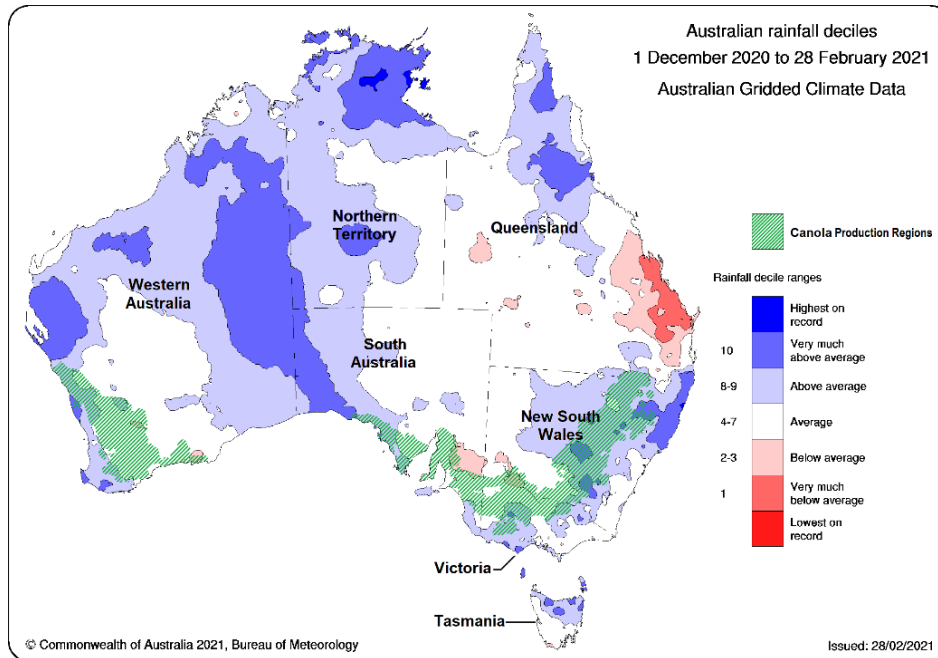 Australian rainfall deciles
1 December 2020 to 28 February 2021
Australian Gridded Climate Data
Northern
Territory
Queensland
Western
Australia
South
Australia
New South
Wales
Victoria
Tasmania
Canola Production Regions
Rainfall decile ranges
Highest on
record
10
Very much
above average
8-9
Above average
4-7
Average
2-3
Below average
1
Very much
below average
Lowest on
record
© Commonwealth of Australia 2021, Bureau of Meteorology
Issued: 28/02/2021